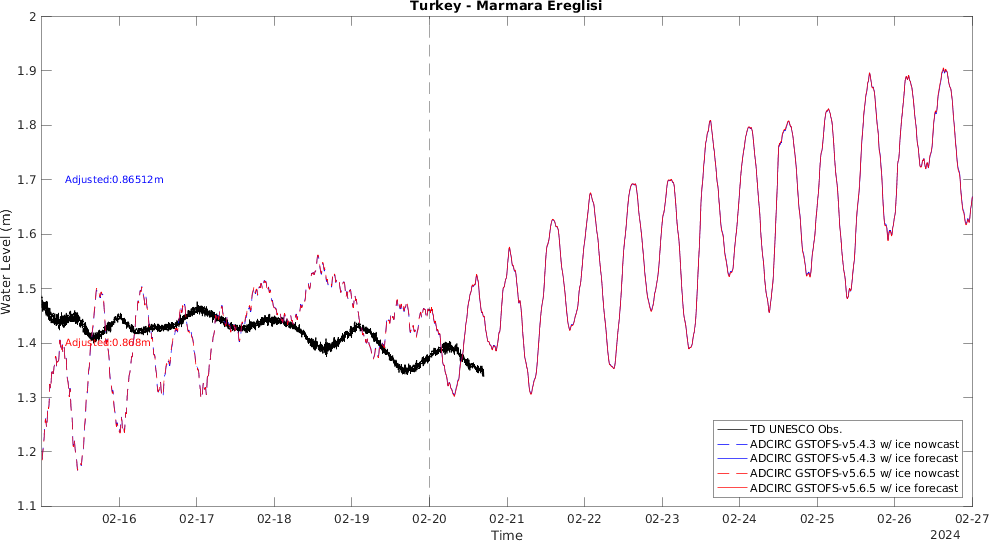 Turkey - Marmara Ereglisi
2
1.9
1.8
1.7
1.6
1.5
1.4
1.3
1.2
1.1
Water Level (m)
Adjusted:0.86512m
Adjusted:0.868m
TD UNESCO Obs.
ADCIRC GSTOFS-v5.4.3 w/ ice nowcast
ADCIRC GSTOFS-v5.4.3 w/ ice forecast
ADCIRC GSTOFS-v5.6.5 w/ ice nowcast
ADCIRC GSTOFS-v5.6.5 w/ ice forecast
02-16 02-17 02-18 02-19 02-20 02-21 02-22 02-23 02-24 02-25 02-26 02-27
Time
2024